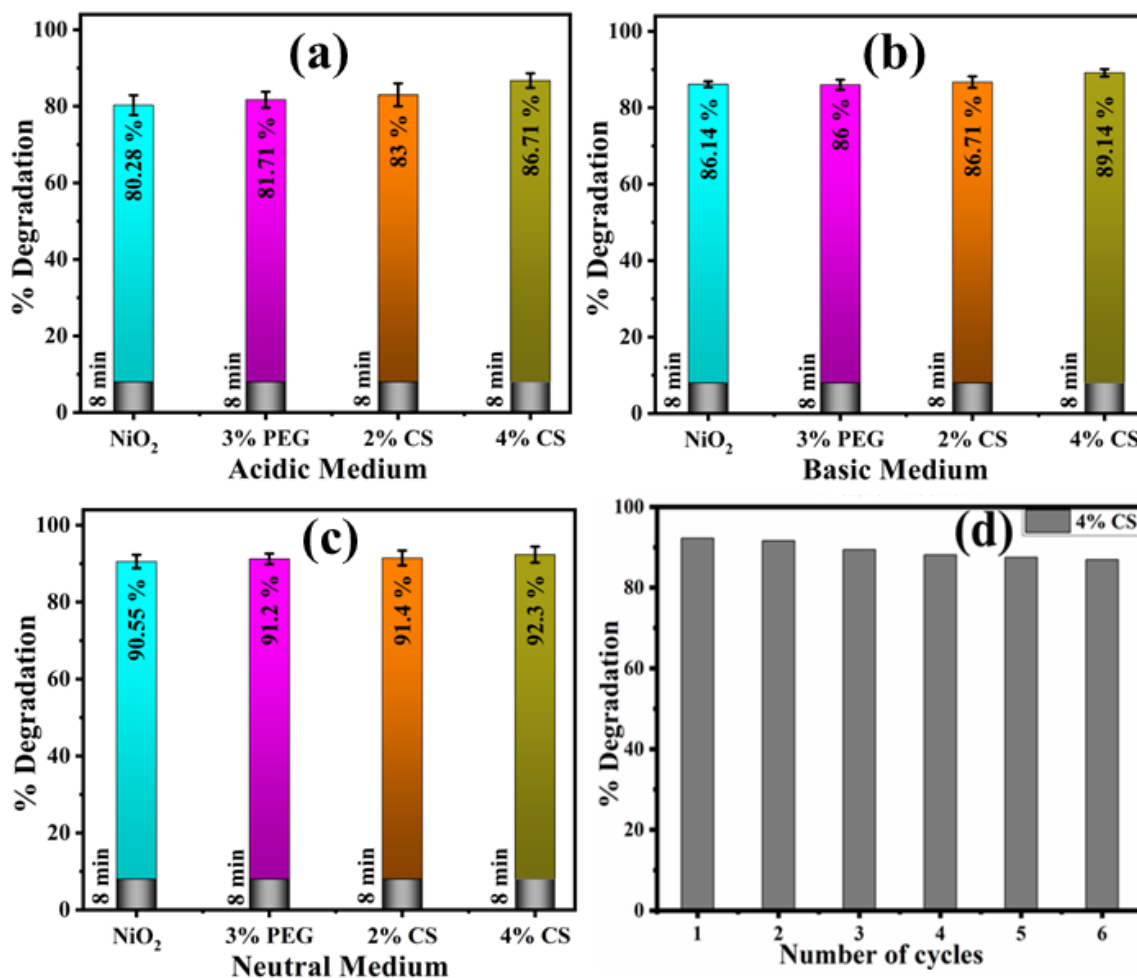 (a)
% Degradation
100
80
60
40
20
0
80.28 %
81.71 %
83 %
86.71 %
8 min
8 min
8 min
8 min
NiO₂ 3% PEG 2% CS 4% CS
Acidic Medium
(b)
% Degradation
100
80
60
40
20
0
86.14 %
86 %
86.71 %
89.14 %
8 min
8 min
8 min
8 min
NiO₂ 3% PEG 2% CS 4% CS
Basic Medium
(c)
% Degradation
100
80
60
40
20
0
90.55 %
91.2 %
91.4 %
92.3 %
8 min
8 min
8 min
8 min
NiO₂ 3% PEG 2% CS 4% CS
Neutral Medium
(d)
4% CS
% Degradation
100
80
60
40
20
0
1 2 3 4 5 6
Number of cycles